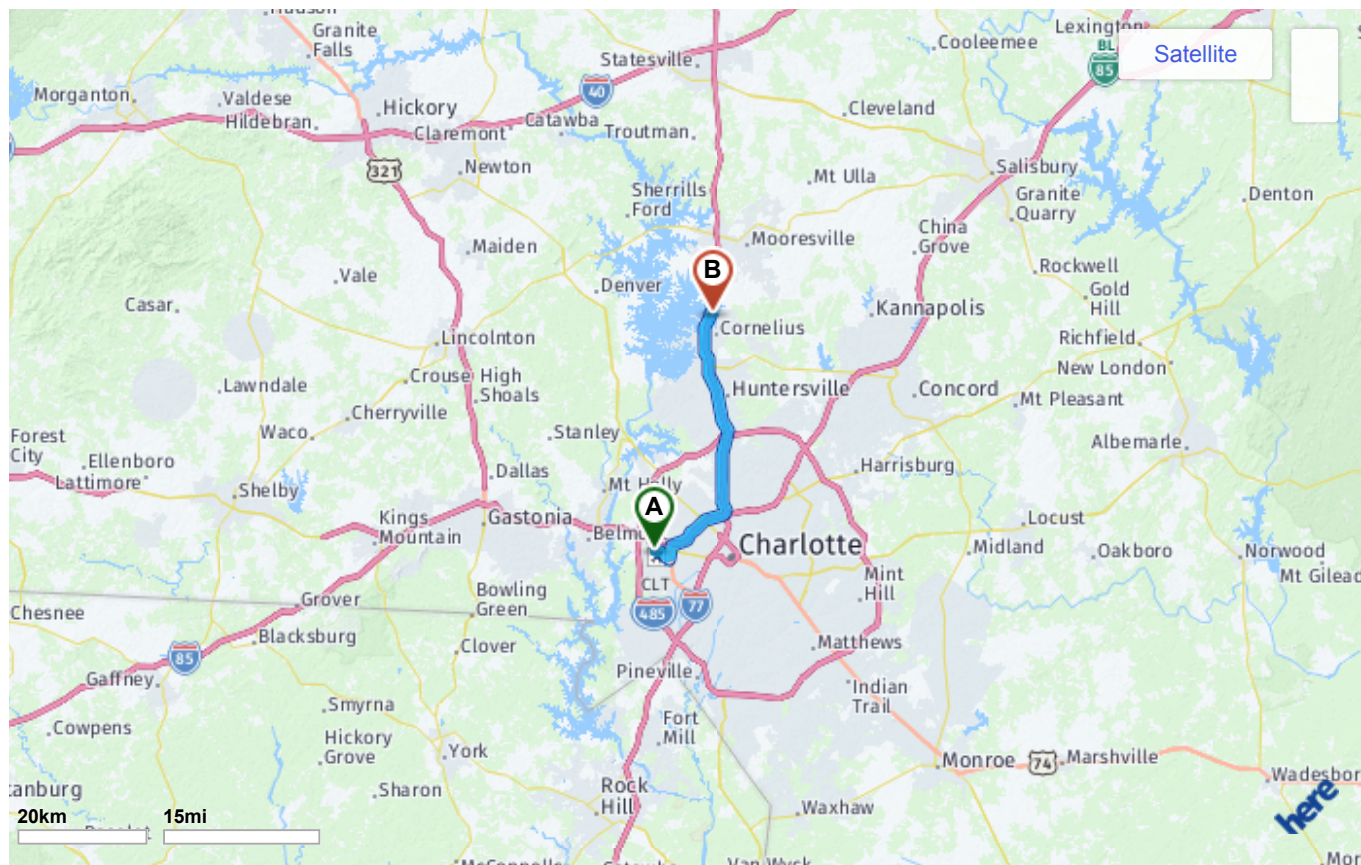 Granite
Falls
Lexington
Cooleemee
Statesville
BL
85
Satellite
Morganton
Valdese
Hickory
40
Cleveland
Hildebran
Claremont
Catawba
Troutman
321
Newton
Mt Ulla
Salisbury
Sherrills
Ford
Granite
Quarry
Denton
Maiden
Mooresville
China
Grove
Vale
B
Rockwell
Denver
Gold
Hill
Casar
Kannapolis
Cornelius
Lincolnton
Richfield
New London
Lawndale
Crouse
High
Shoals
Huntersville
Concord
Mt Pleasant
Cherryville
Forest
City
Waco
Stanley
Albemarle
Ellenboro
Lattimore
Dallas
Harrisburg
Shelby
Mt Holly
A
Kings
Mountain
Gastonia
Locust
Charlotte
Midland
Oakboro
Norwood
CLT
Mint
Hill
Mt Gilead
Bowling
Green
Chesnee
Grover
485
77
Blacksburg
Clover
Matthews
85
Gaffney
Pineville
Indian
Trail
Smyrna
Cowpens
Hickory
Grove
Fort
Mill
York
Monroe
74
Marshville
Sharon
Rock
Hill
Waxhaw
20km
15mi
here